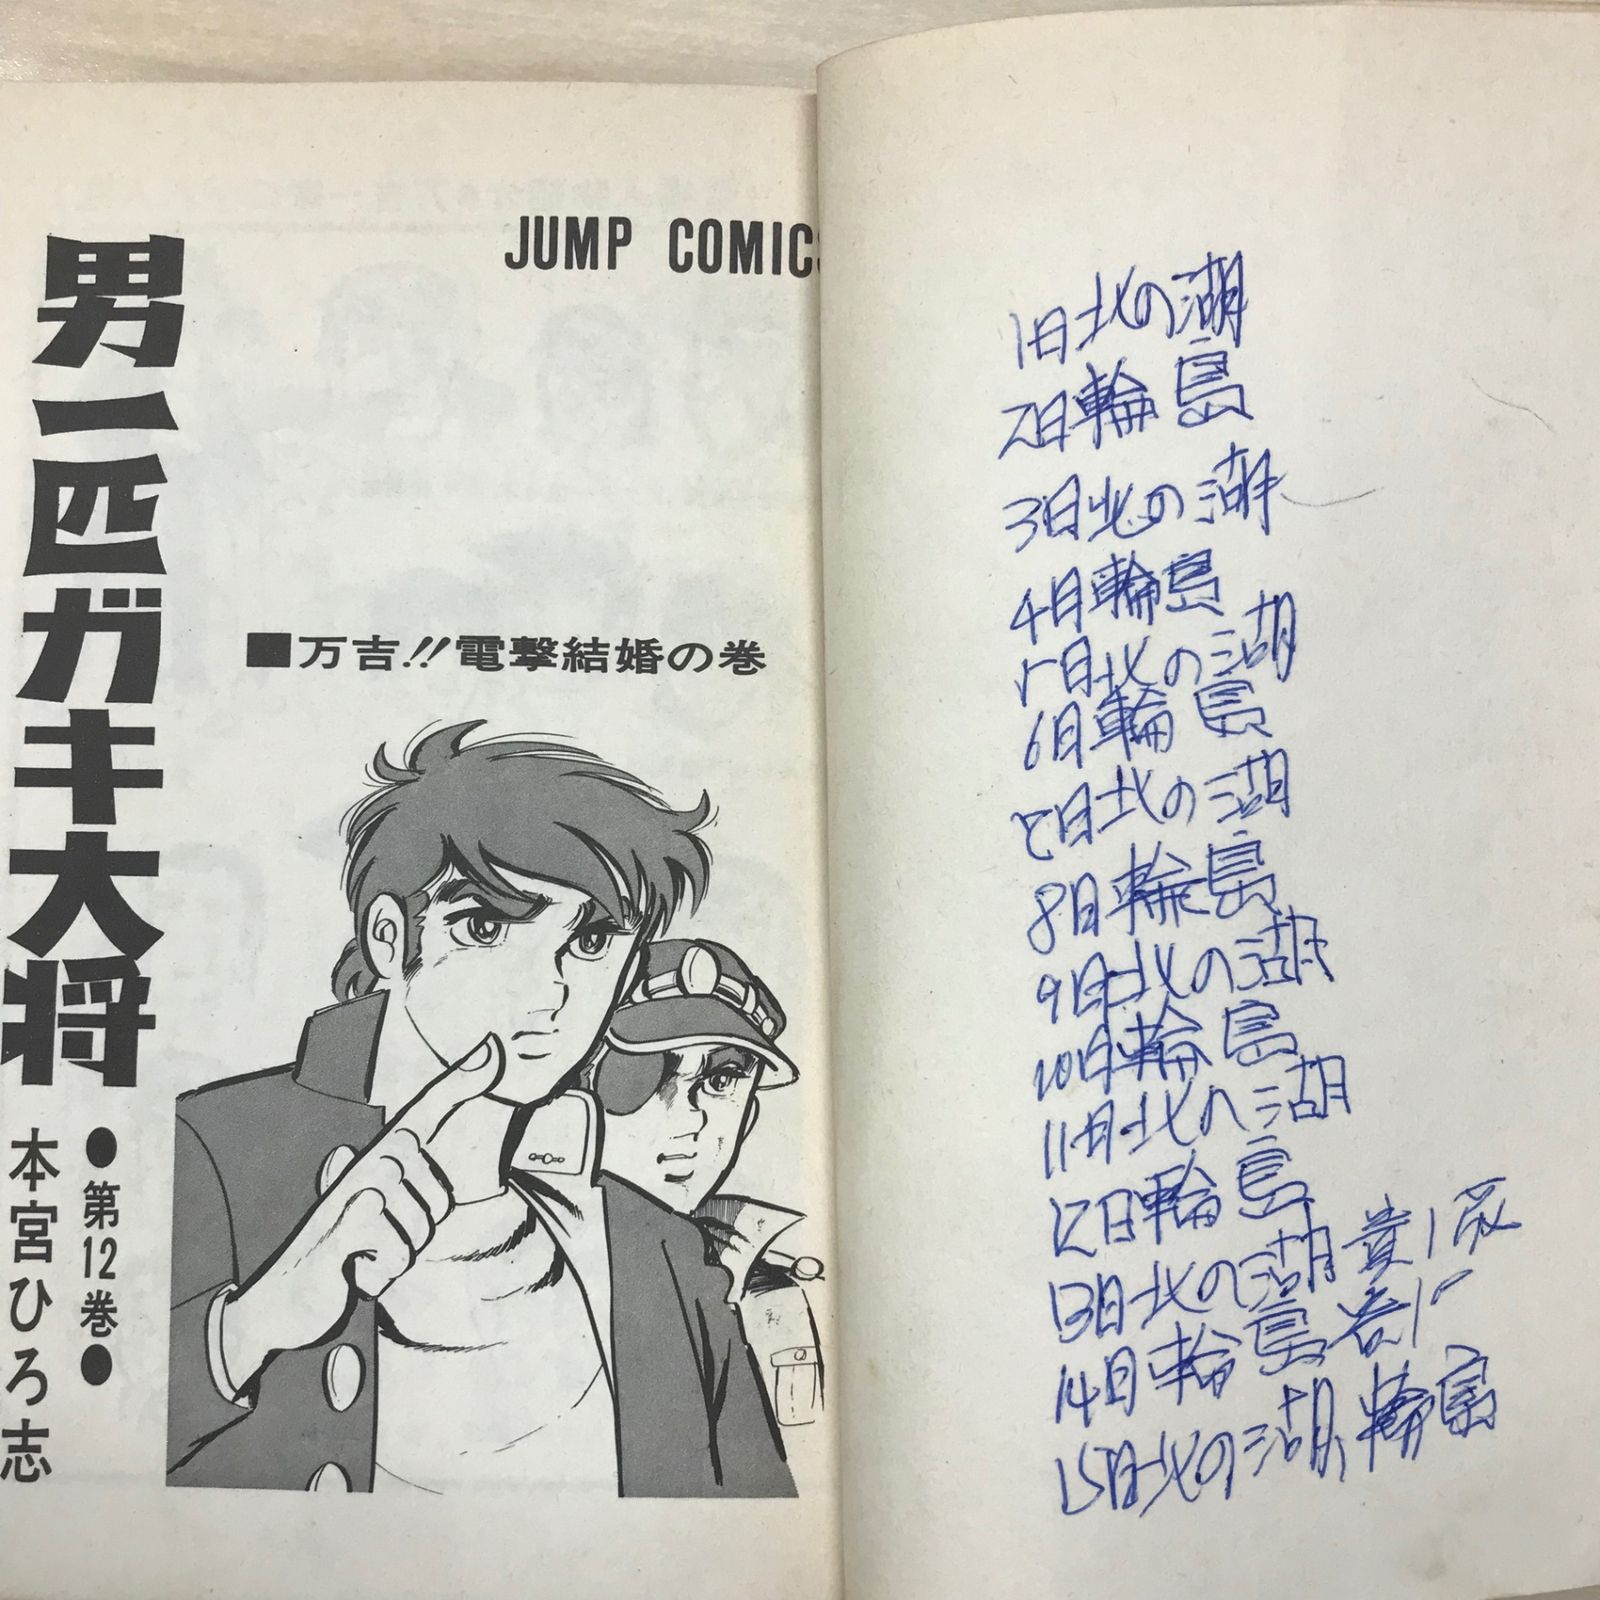 JUMP COMICS
男一匹ガキ大将
■万吉!!電撃結婚の巻
●第12巻●
本宮ひろ志
1日北の湖
2日輪島
3日北の湖
4日輪島
5日北の湖
6日輪島
7日北の湖
8日輪島
9日北の湖
10日輪島
11日北の湖
12日輪島
13日北の湖 貴1
14日輪島
15日北の湖、輪島